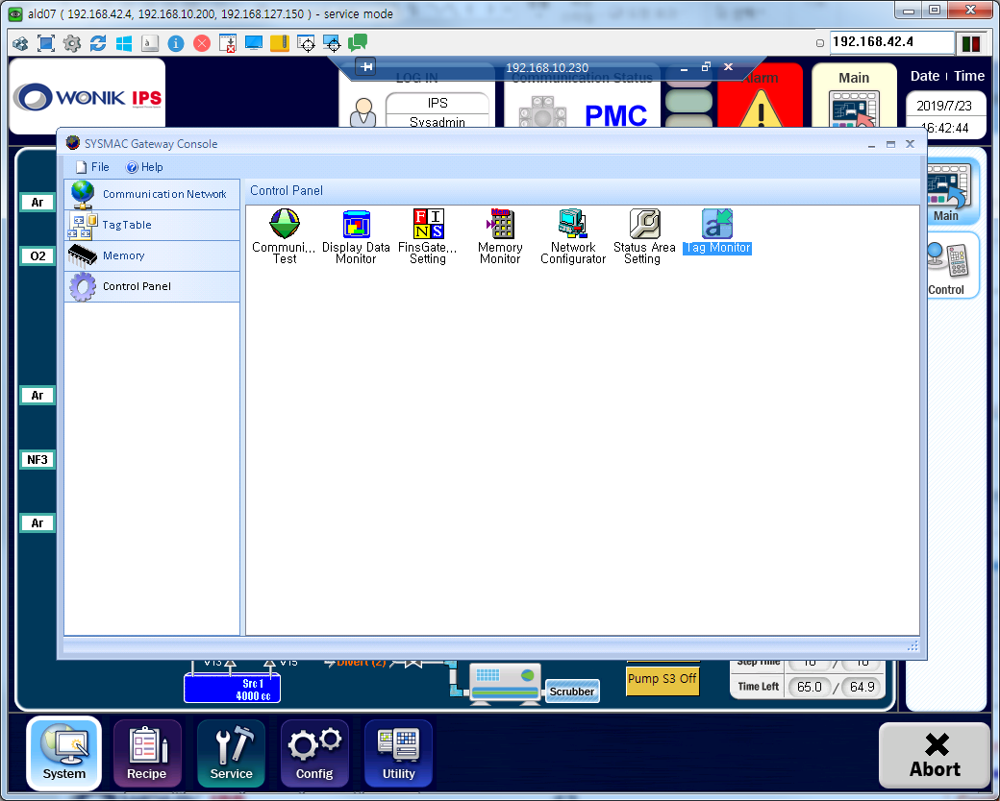 ald07 ( 192.168.42.4, 192.168.10.200, 192.168.127.150 ) - service mode
192.168.42.4
192.168.10.230
WONIK IPS
LOG IN
IPS
Sysadmin
Communication Status
PMC
Alarm
Main
Date | Time
2019/7/23
16:42:44
SYSMAC Gateway Console
File
Help
Communication Network
TagTable
Memory
Control Panel
Control Panel
Communi... Test
Display Data Monitor
FinsGate... Setting
Memory Monitor
Network Configurator
Status Area Setting
Tag Monitor
Ar
O2
Ar
NF3
Ar
Main
Control
V13
V15
Divert (2)
Src 1
4000 cc
Scrubber
Pump S3 Off
Step Time
10 / 10
Time Left
65.0 / 64.9
System
Recipe
Service
Config
Utility
Abort